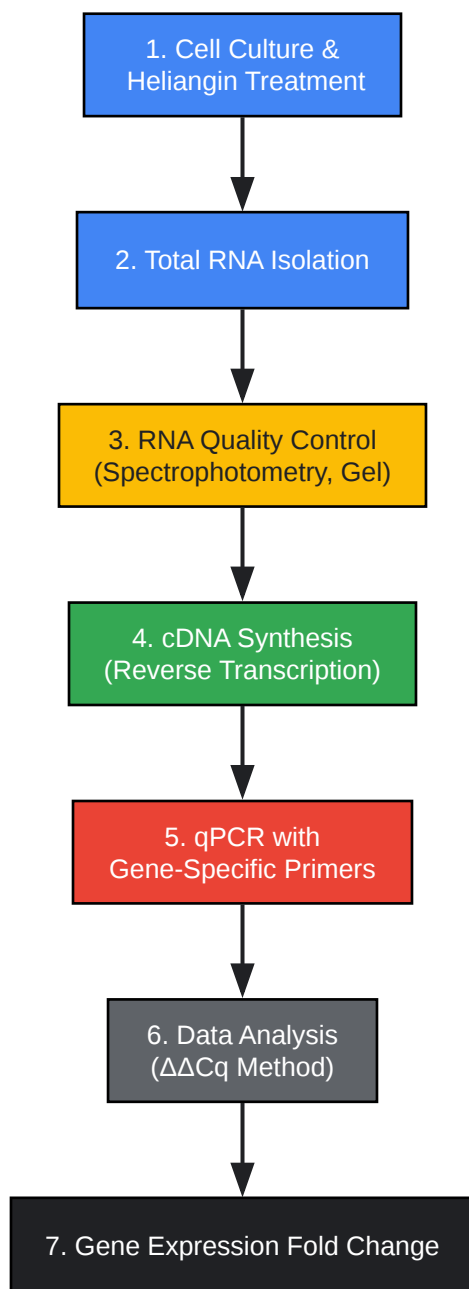 1. Cell Culture &
Heliangin Treatment
2. Total RNA Isolation
3. RNA Quality Control
(Spectrophotometry, Gel)
4. cDNA Synthesis
(Reverse Transcription)
5. qPCR with
Gene-Specific Primers
6. Data Analysis
(ΔΔCq Method)
7. Gene Expression Fold Change